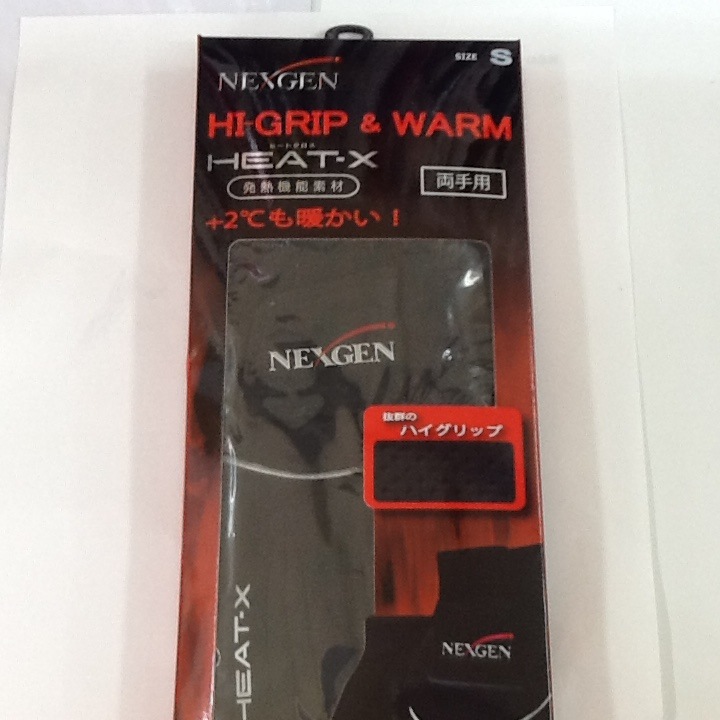 SIZE S
NEXGEN
HI-GRIP & WARM
ヒートクロス
HEAT-X
発熱機能素材
両手用
+2℃も暖かい！
NEXGEN
抜群の
ハイグリップ
HEAT-X
NEXGEN